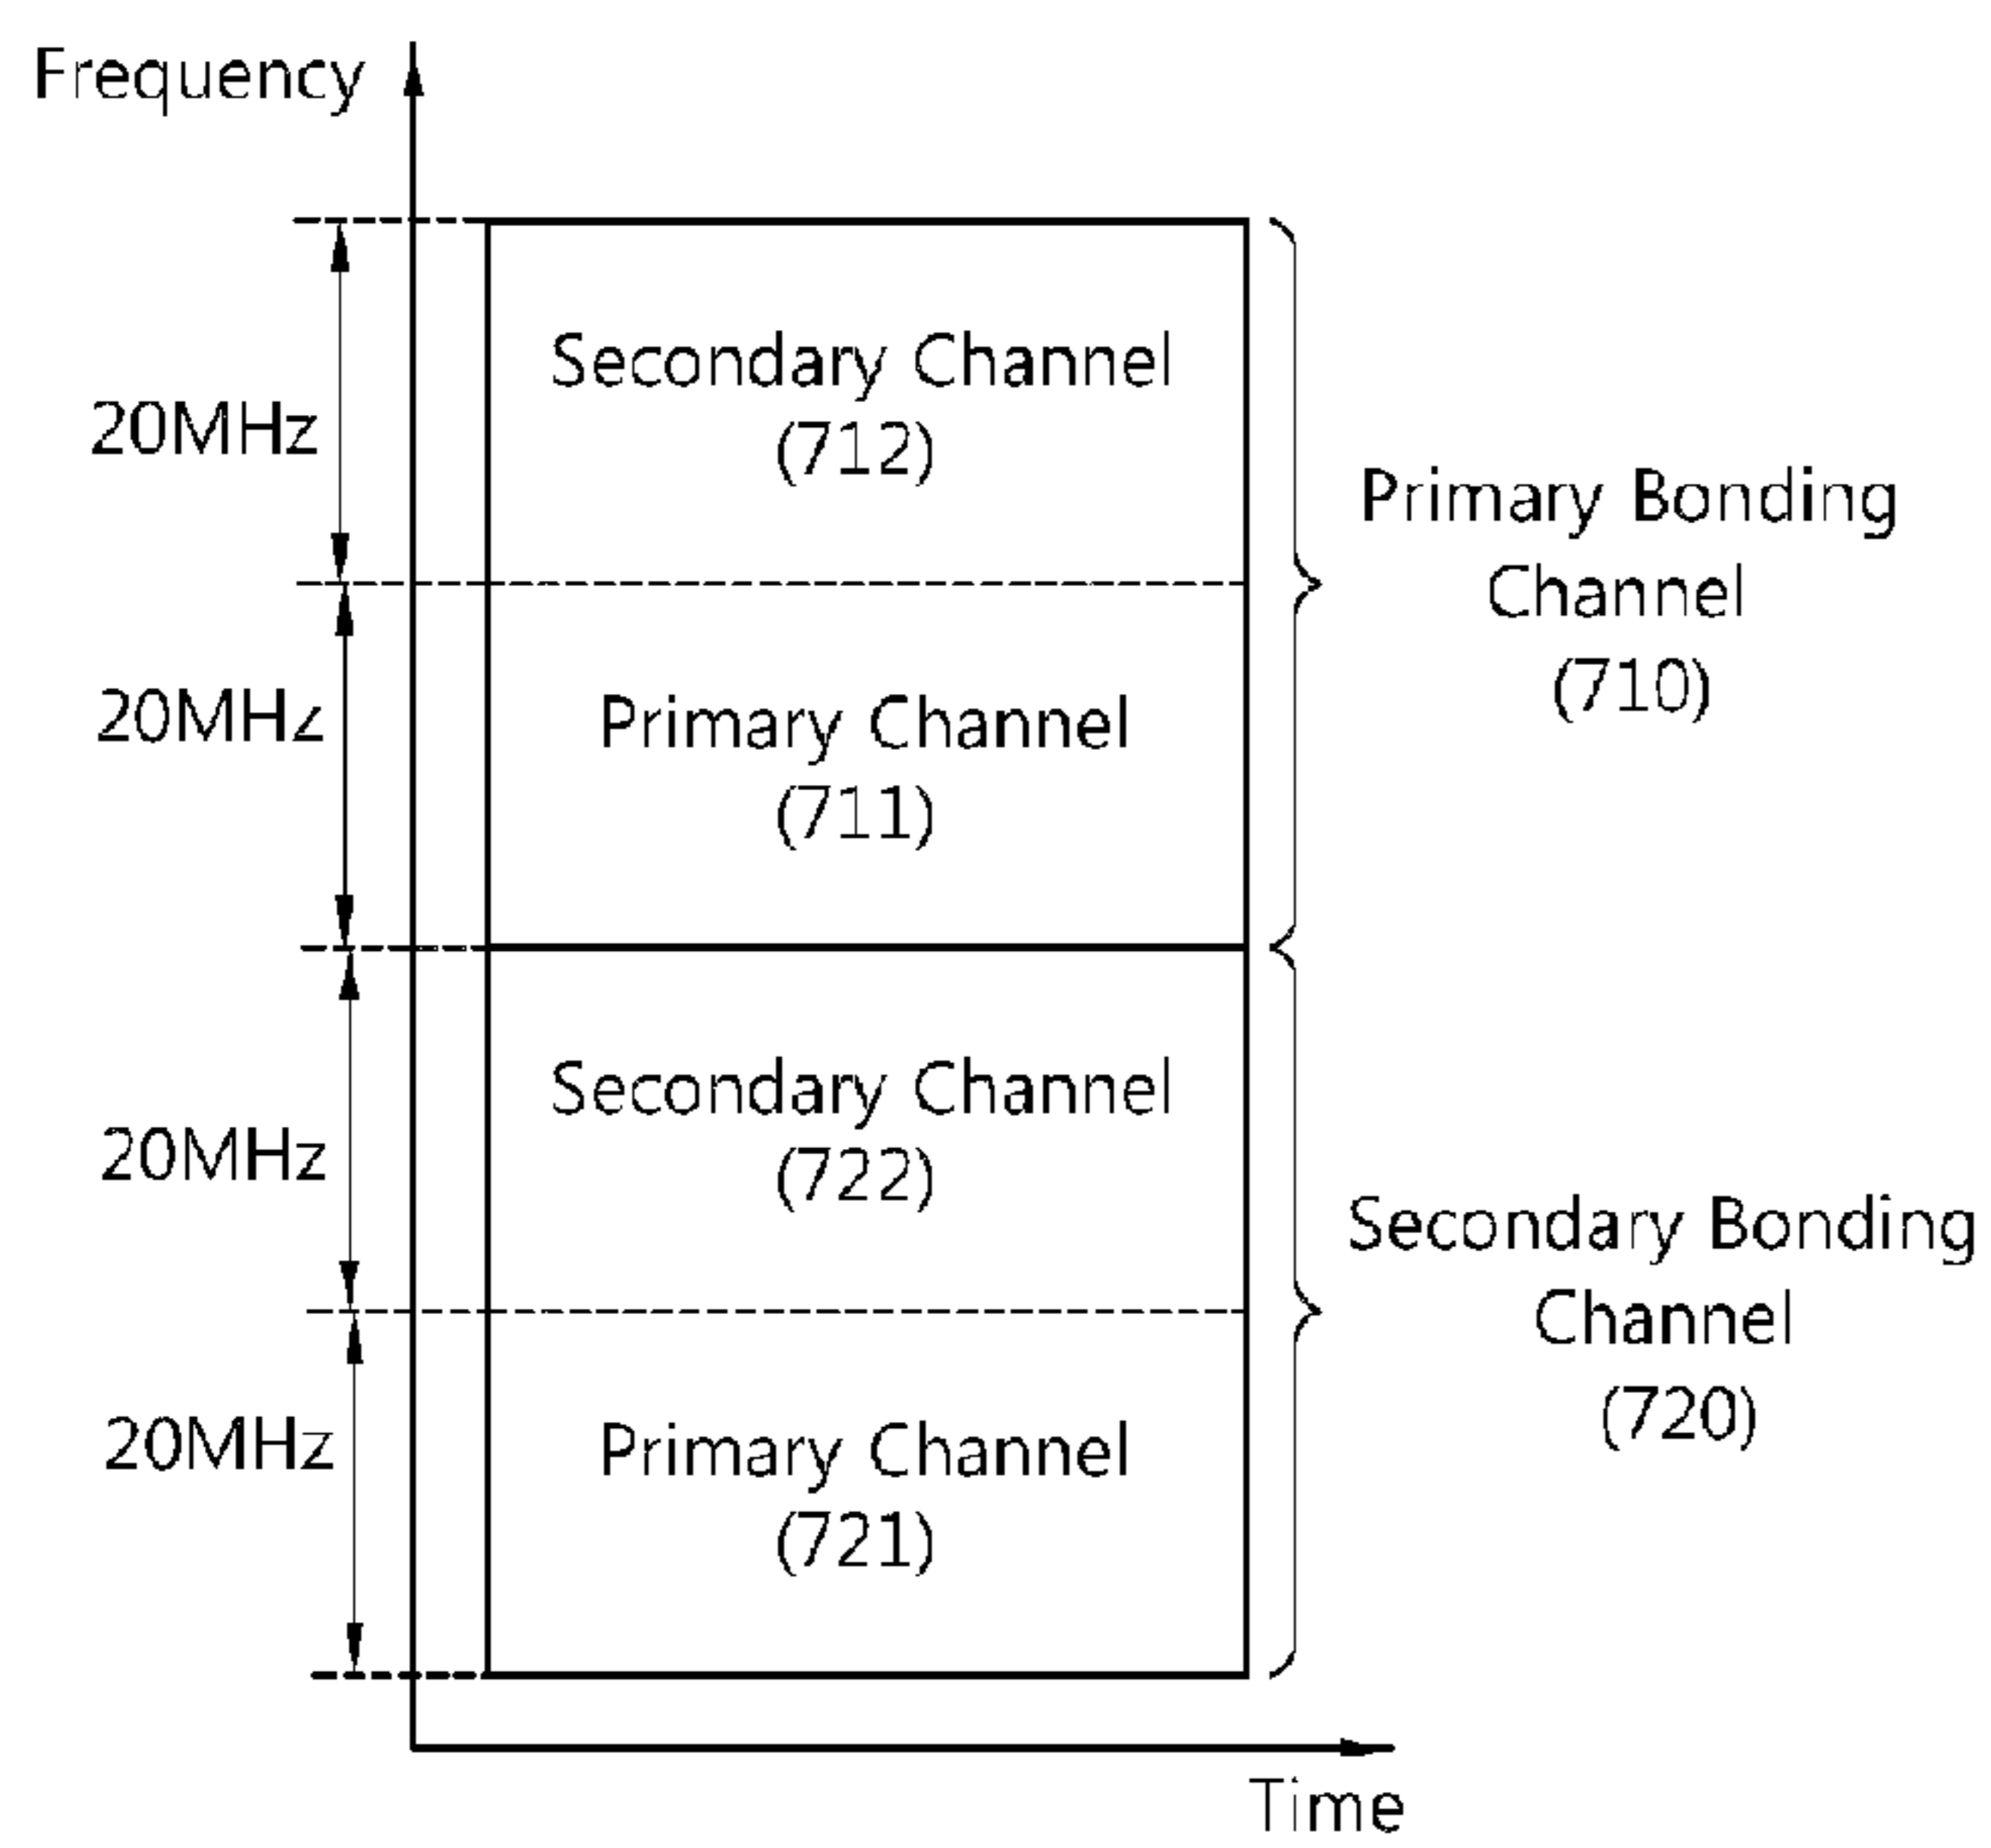 Frequency
20MHz
Secondary Channel
(712)
20MHz
Primary Channel
(711)
Primary Bonding
Channel
(710)
20MHz
Secondary Channel
(722)
20MHz
Primary Channel
(721)
Secondary Bonding
Channel
(720)
Time